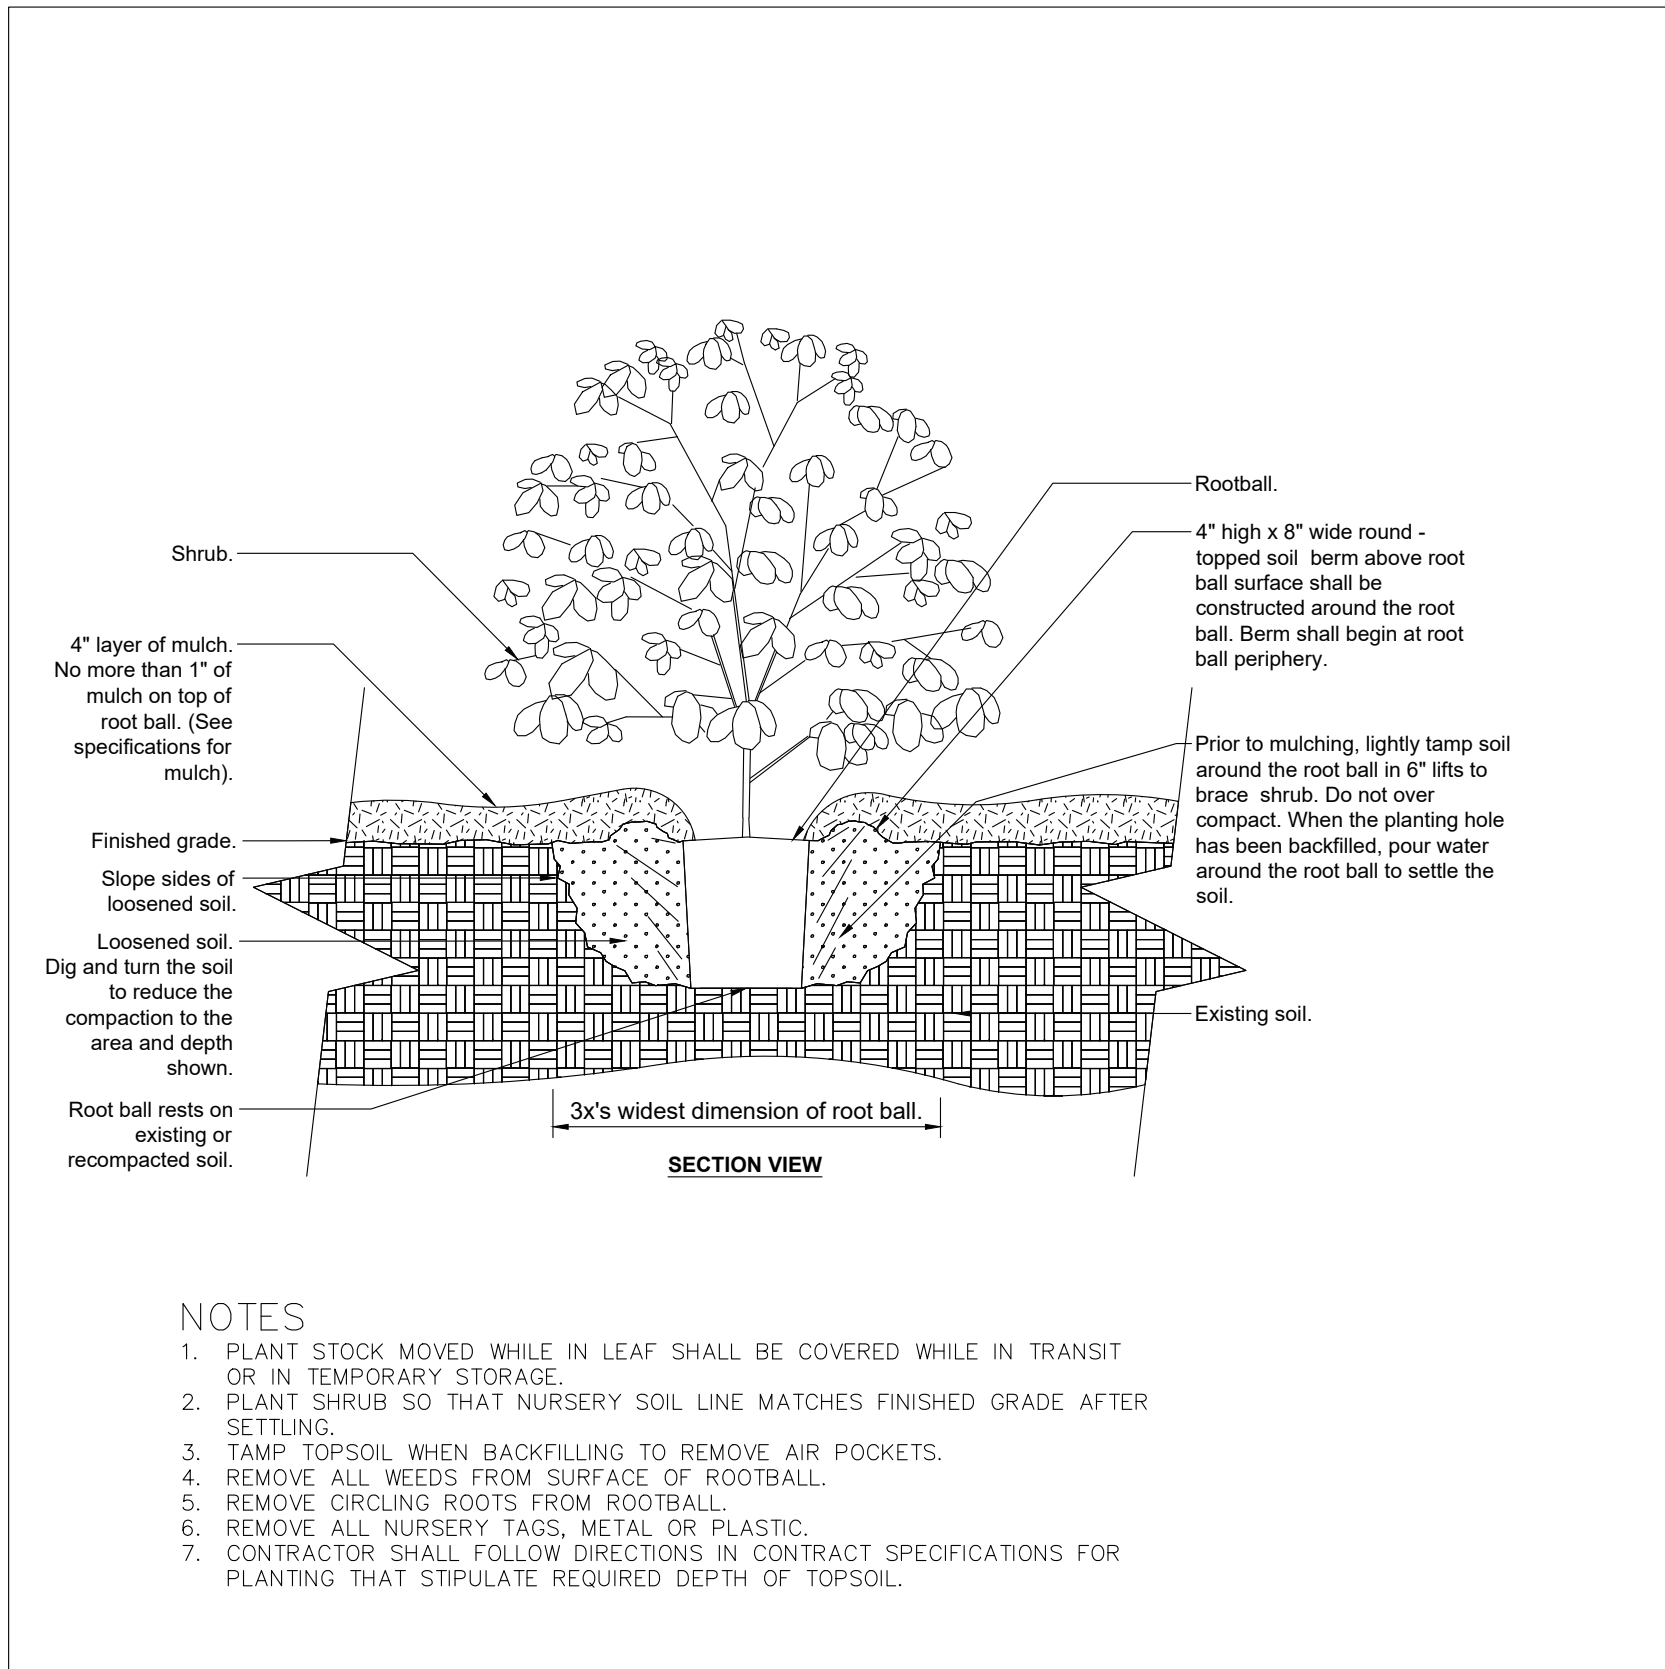 Shrub.
4" layer of mulch.
No more than 1" of
mulch on top of
root ball. (See
specifications for
mulch).
Finished grade.
Slope sides of
loosened soil.
Loosened soil.
Dig and turn the soil
to reduce the
compaction to the
area and depth
shown.
Root ball rests on
existing or
recompacted soil.
Rootball.
4" high x 8" wide round -
topped soil berm above root
ball surface shall be
constructed around the root
ball. Berm shall begin at root
ball periphery.
Prior to mulching, lightly tamp soil
around the root ball in 6" lifts to
brace shrub. Do not over
compact. When the planting hole
has been backfilled, pour water
around the root ball to settle the
soil.
Existing soil.
3x's widest dimension of root ball.
SECTION VIEW
NOTES
1. PLANT STOCK MOVED WHILE IN LEAF SHALL BE COVERED WHILE IN TRANSIT
OR IN TEMPORARY STORAGE.
2. PLANT SHRUB SO THAT NURSERY SOIL LINE MATCHES FINISHED GRADE AFTER
SETTLING.
3. TAMP TOPSOIL WHEN BACKFILLING TO REMOVE AIR POCKETS.
4. REMOVE ALL WEEDS FROM SURFACE OF ROOTBALL.
5. REMOVE CIRCLING ROOTS FROM ROOTBALL.
6. REMOVE ALL NURSERY TAGS, METAL OR PLASTIC.
7. CONTRACTOR SHALL FOLLOW DIRECTIONS IN CONTRACT SPECIFICATIONS FOR
PLANTING THAT STIPULATE REQUIRED DEPTH OF TOPSOIL.